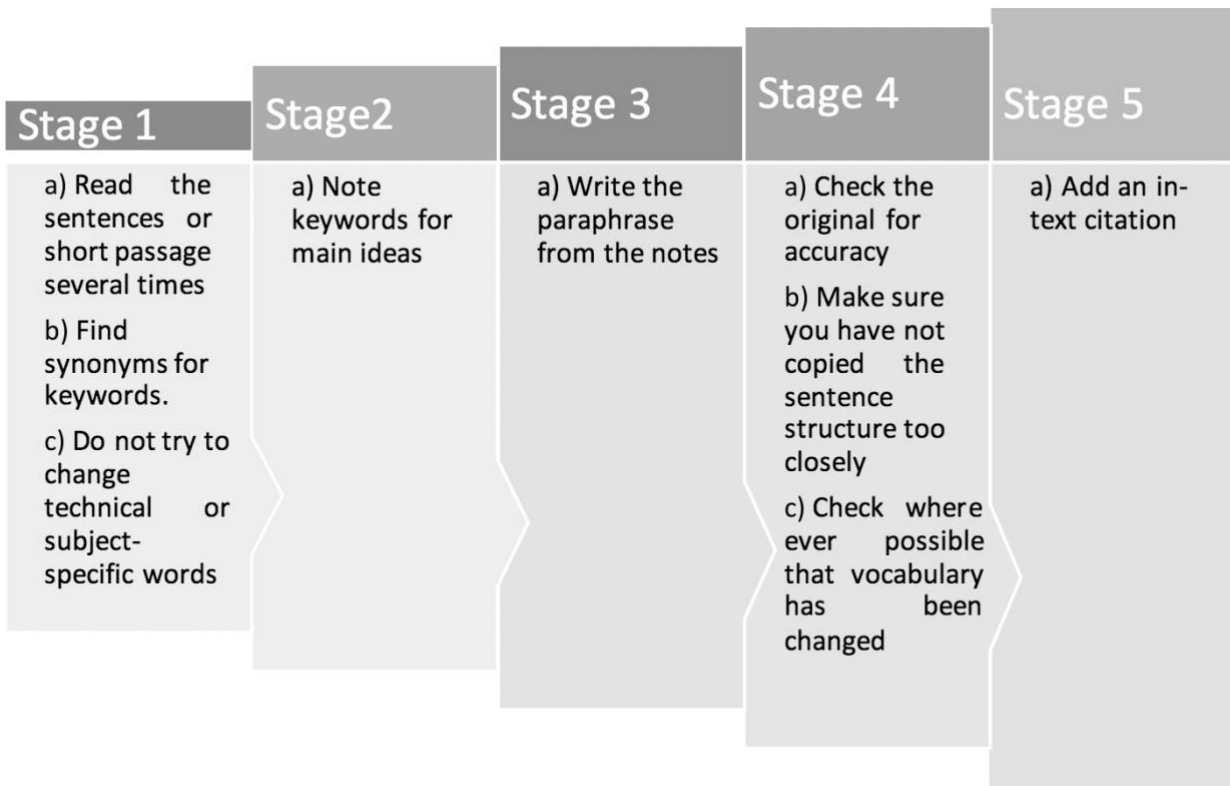 Stage 1
a) Read the
sentences or
short passage
several times
b) Find
synonyms for
keywords.
c) Do not try to
change
technical or
subject-
specific words
Stage2
a) Note
keywords for
main ideas
Stage 3
a) Write the
paraphrase
from the notes
Stage 4
a) Check the
original for
accuracy
b) Make sure
you have not
copied the
sentence
structure too
closely
c) Check where
ever possible
that vocabulary
has been
changed
Stage 5
a) Add an in-
text citation